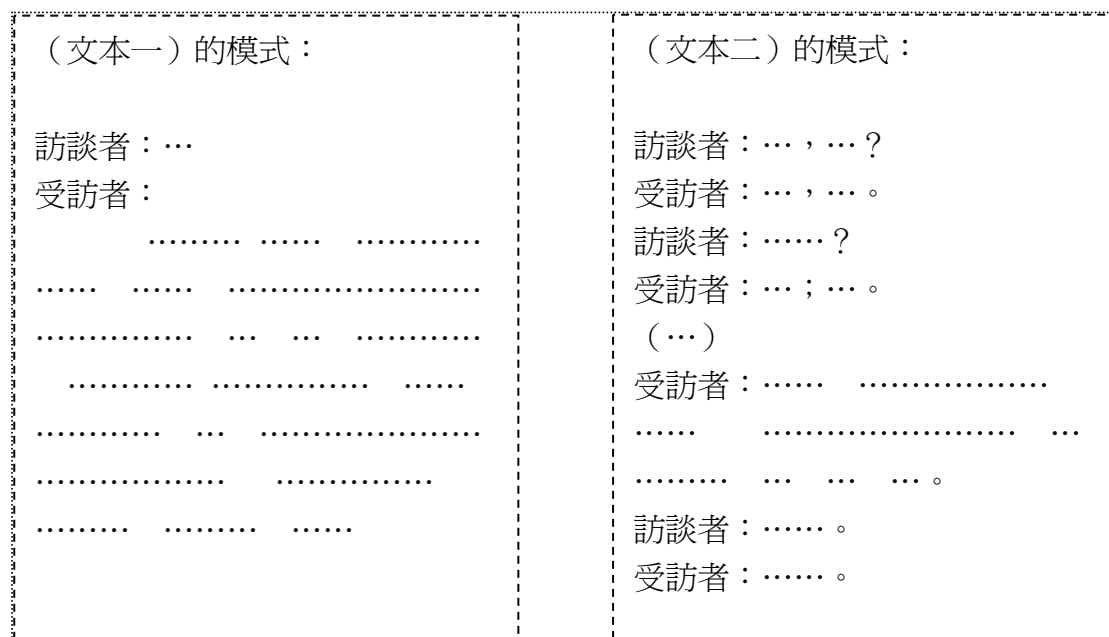 （文本一）的模式：
訪談者：…
受訪者：
……… …… …………
…… …… ……………………
…………… … … …………
………… …………… ……
………… … …………………
……………… ……………
……… ……… ……
（文本二）的模式：
訪談者：…，…？
受訪者：…，…。
訪談者：……？
受訪者：…；…。
（…）
受訪者：…… ………………
…… …………………… …
……… … … …。
訪談者：……。
受訪者：……。